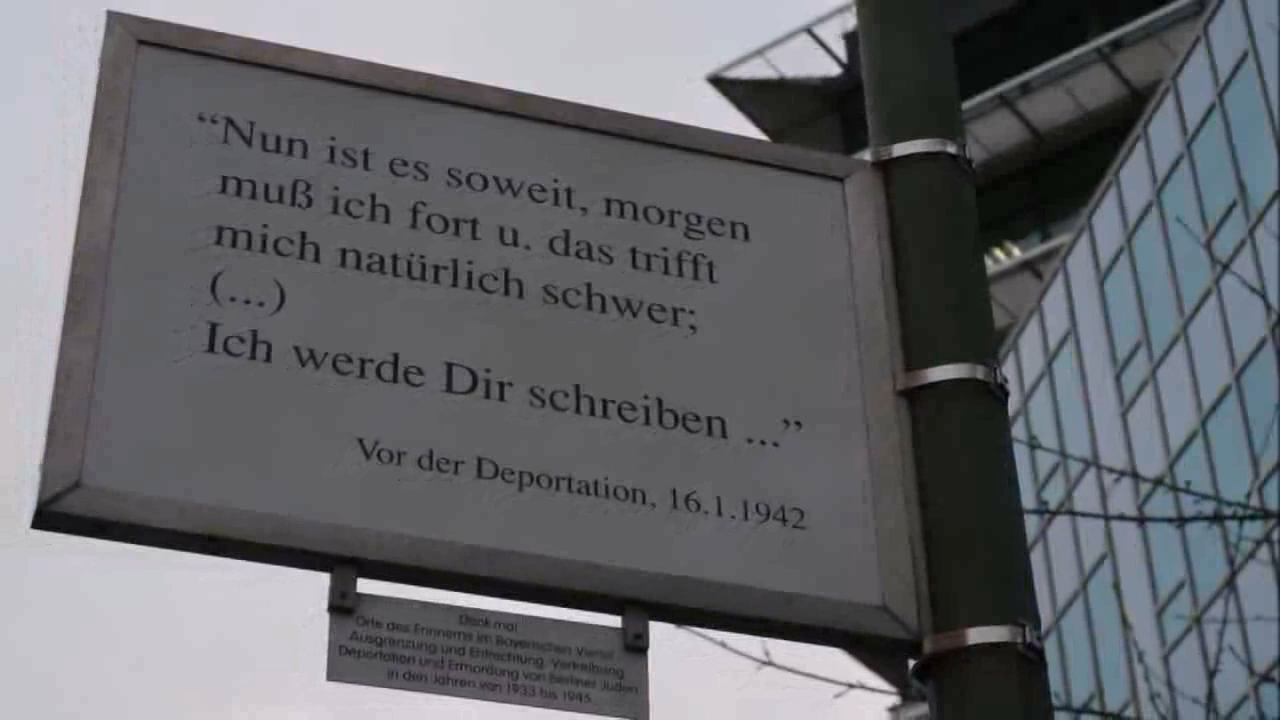 “Nun ist es soweit, morgen
muß ich fort u. das trifft
mich natürlich schwer;
(...)
Ich werde Dir schreiben ...”
Vor der Deportation, 16.1.1942
Denkmal
Orte des Erinnerns im Bayerischen Viertel
Ausgrenzung und Entrechtung, Vertreibung,
Deportation und Ermordung von Berliner Juden
in den Jahren von 1933 bis 1945